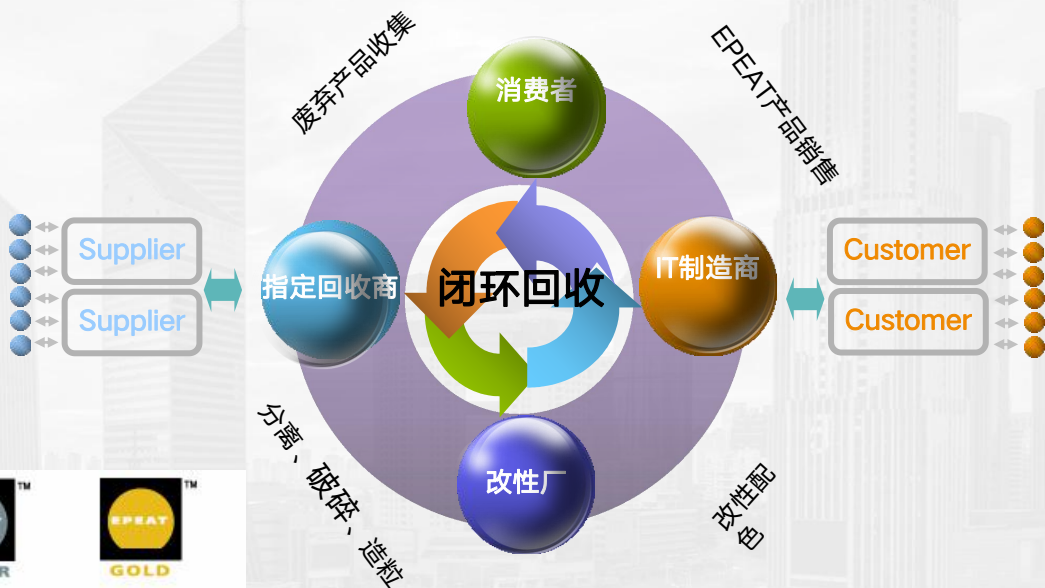 废弃产品收集
EPEAT产品销售
消费者
Supplier
Supplier
指定回收商
闭环回收
IT制造商
Customer
Customer
分离、破碎、造粒
改性厂
改性配
色
TM
R
TM
EPEAT
GOLD